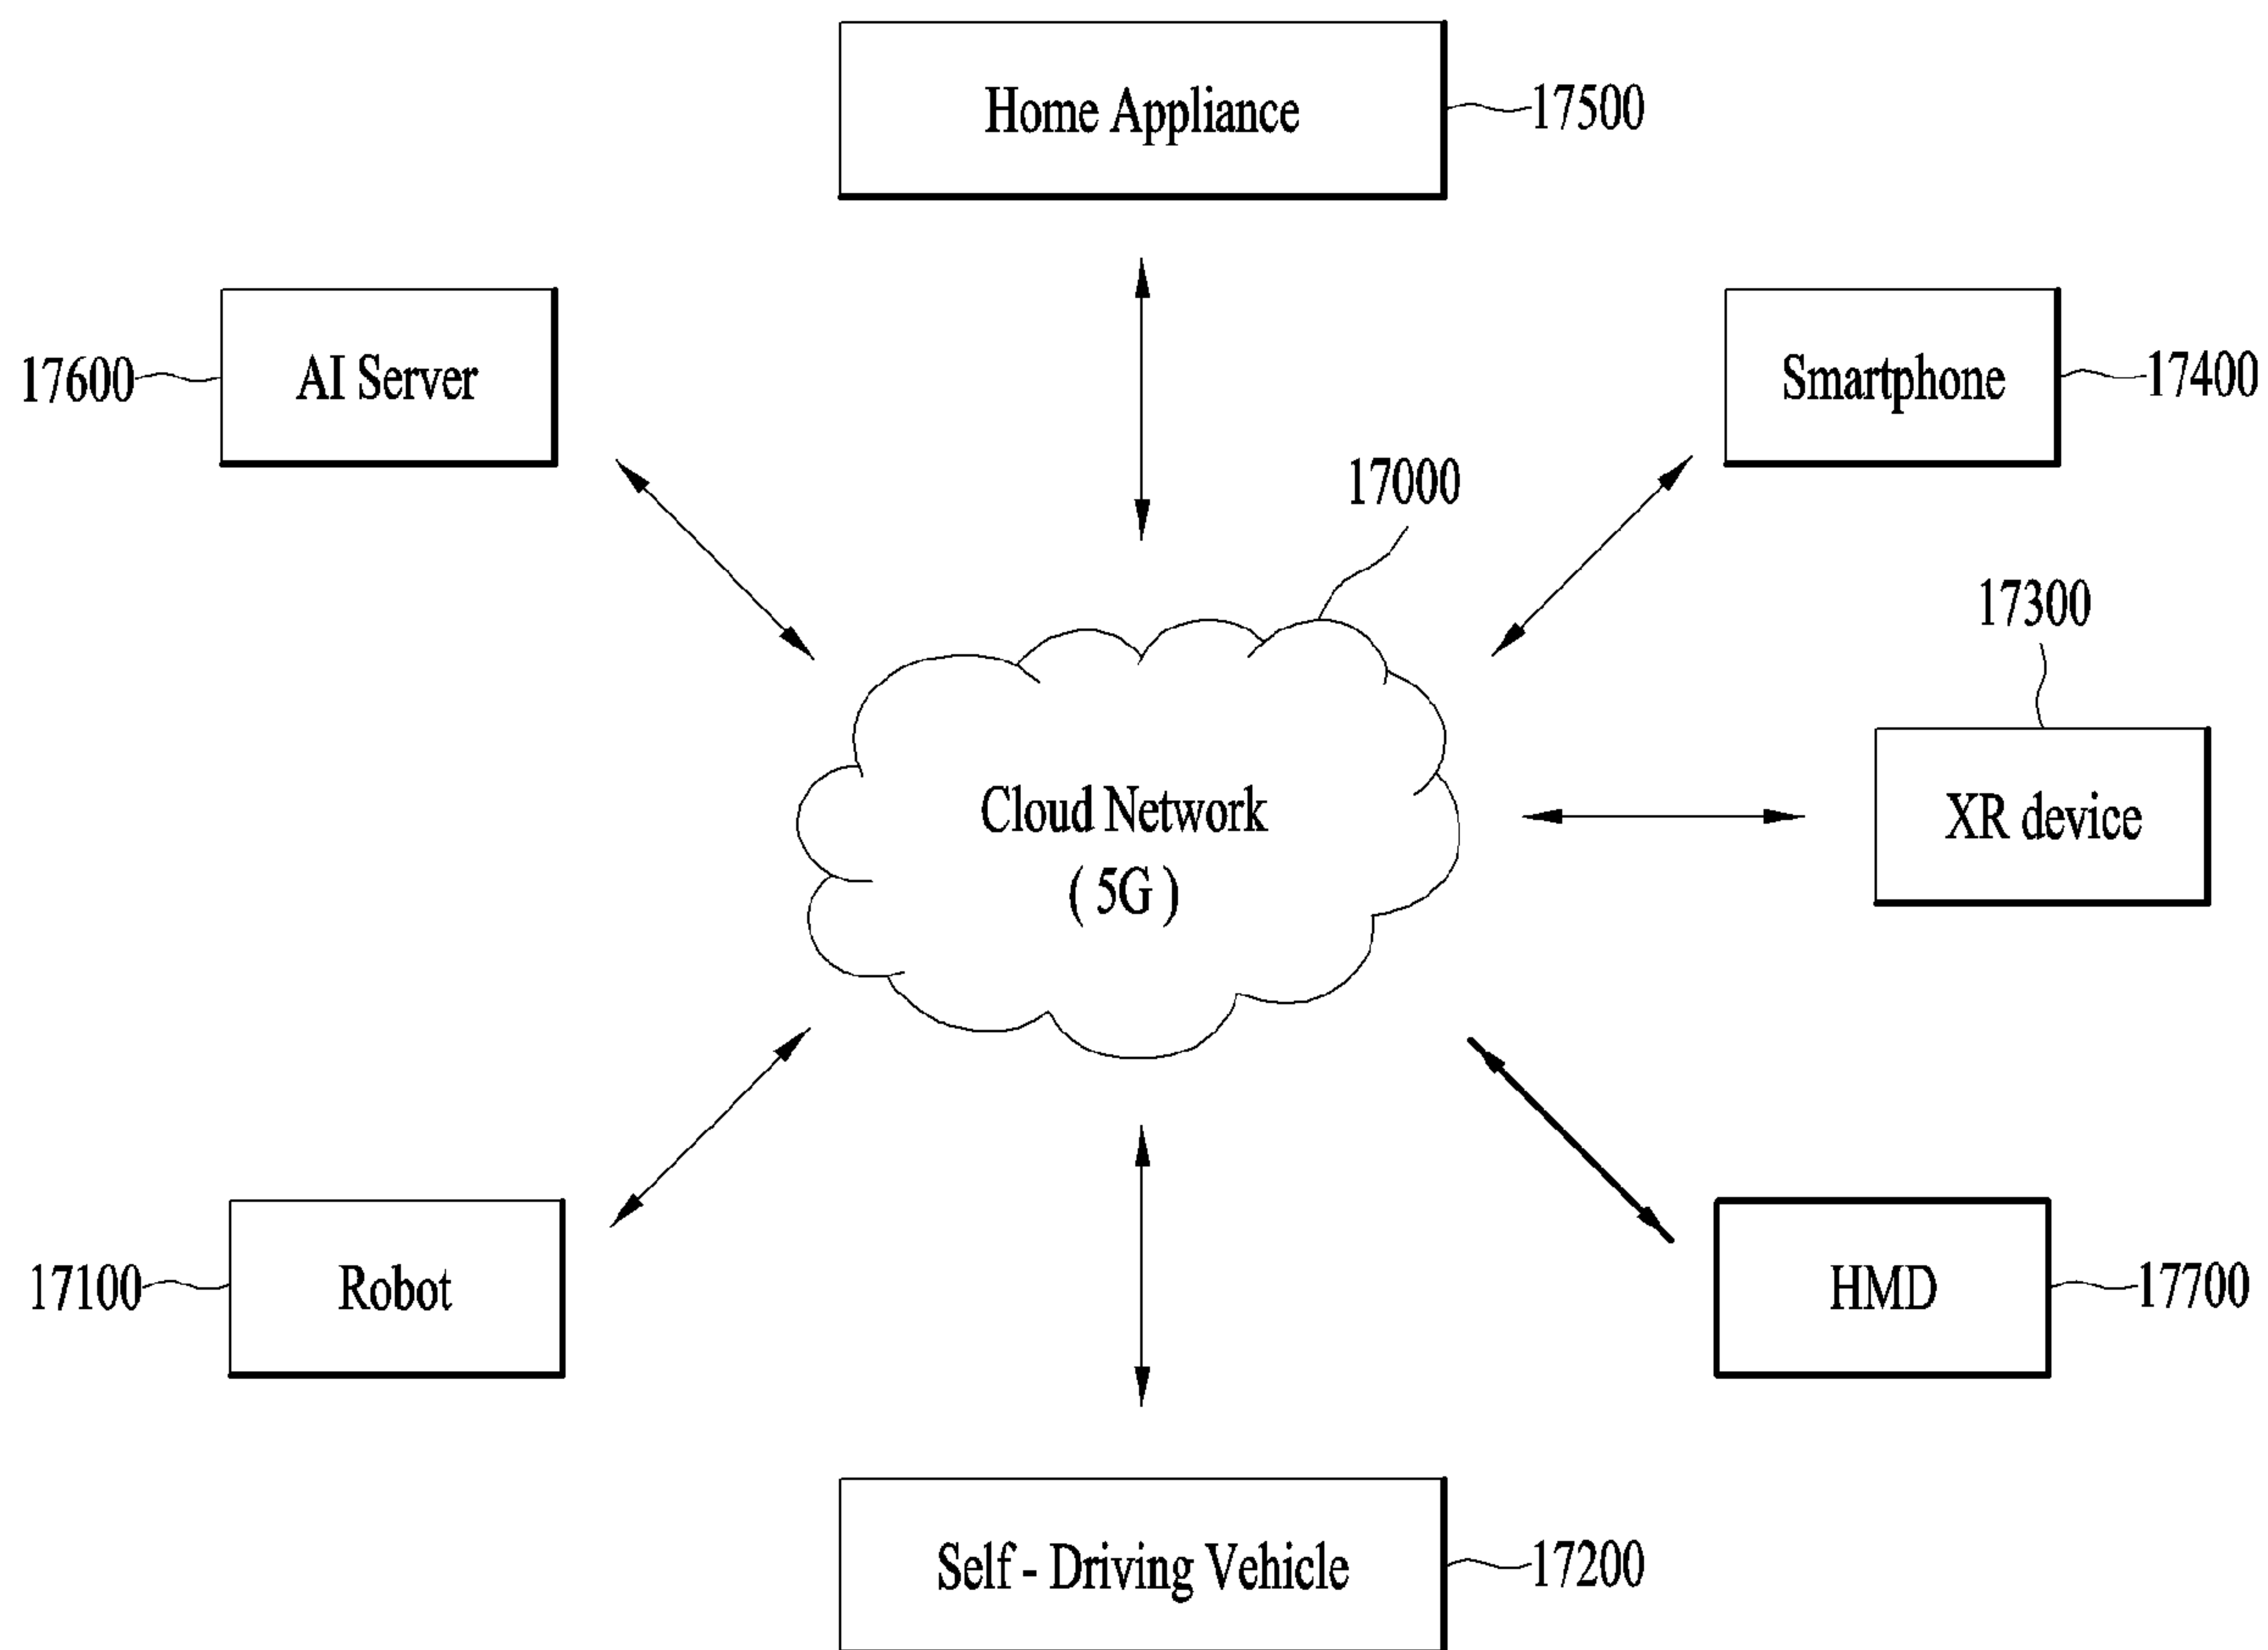 Home Appliance
17500
17600
AI Server
Smartphone
17400
17000
17300
Cloud Network
( 5G )
XR device
17100
Robot
HMD
17700
Self - Driving Vehicle
17200